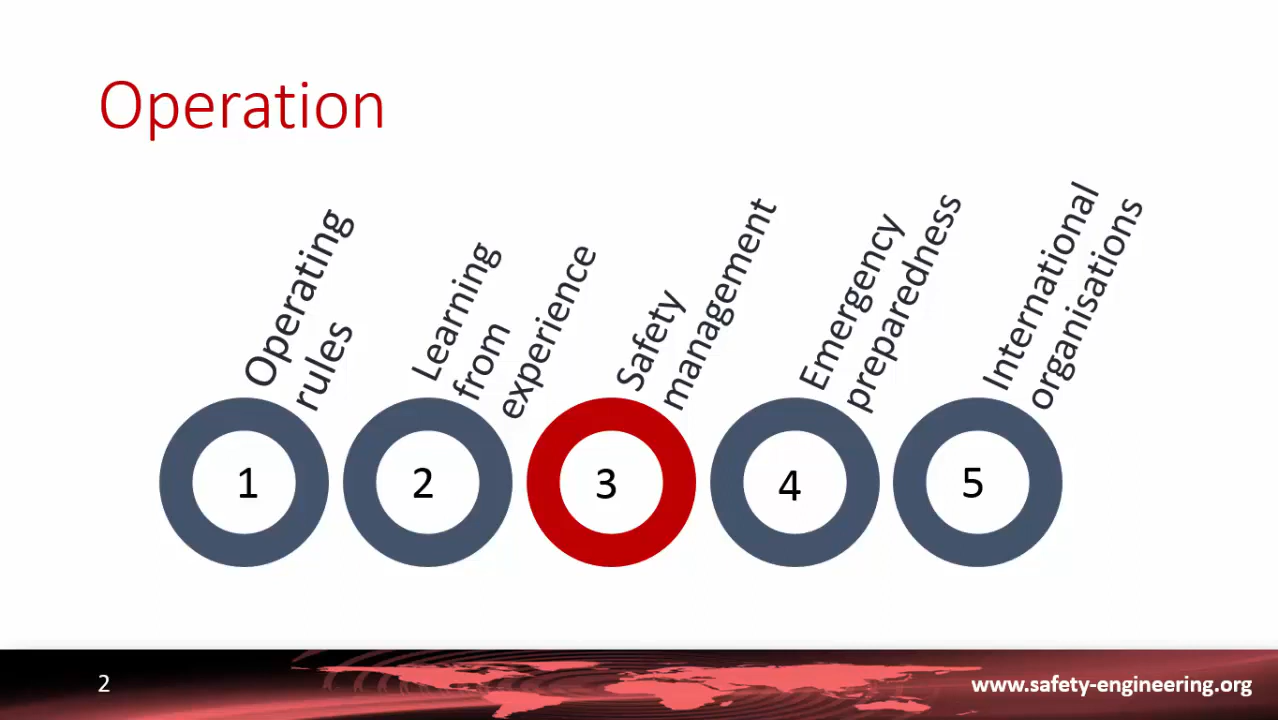 Operation
Operating
rules
Learning
from
experience
Safety
management
Emergency
preparedness
International
organisations
1
2
3
4
5
2
www.safety-engineering.org